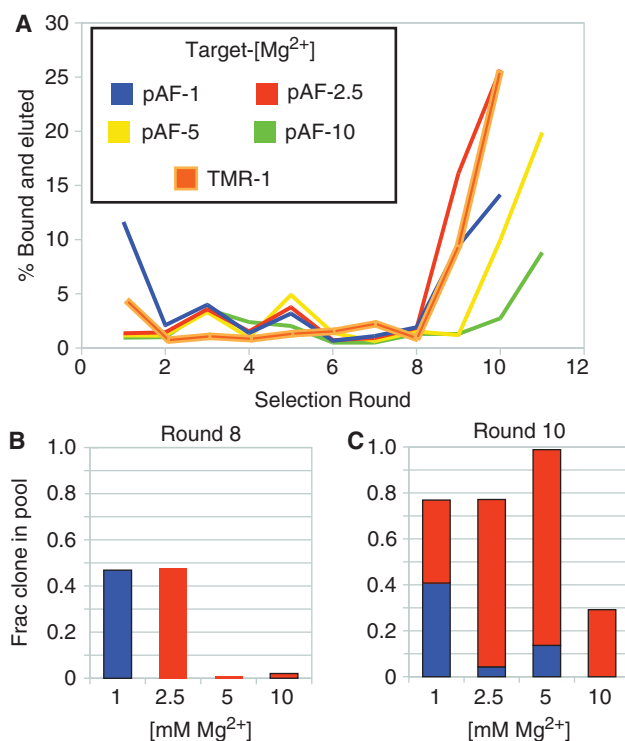 A
Target-[Mg2+]
pAF-1
pAF-2.5
pAF-5
pAF-10
TMR-1
% Bound and eluted
30
25
20
15
10
5
0
0 2 4 6 8 10 12
Selection Round
B
Round 8
Frac clone in pool
1.0
0.8
0.6
0.4
0.2
0
1 2.5 5 10
[mM Mg2+]
C
Round 10
1.0
0.8
0.6
0.4
0.2
0
1 2.5 5 10
[mM Mg2+]